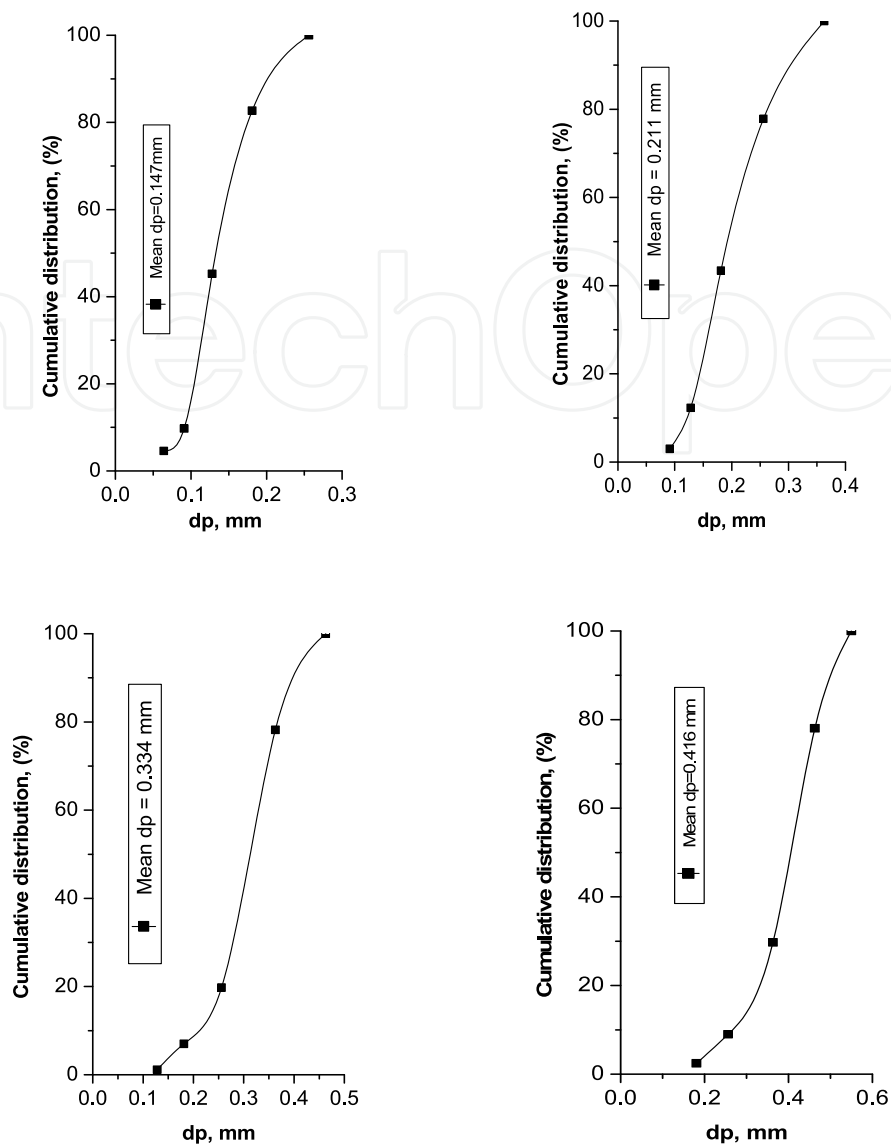 100
80
60
40
20
0
Cumulative distribution, (%)
Mean dp=0.147mm
0.0 0.1 0.2 0.3
dp, mm
100
80
60
40
20
0
Cumulative distribution, (%)
Mean dp = 0.211 mm
0.0 0.1 0.2 0.3 0.4
dp, mm
ntechOpe
100
80
60
40
20
0
Cumulative distribution, (%)
Mean dp = 0.334 mm
0.0 0.1 0.2 0.3 0.4 0.5
dp, mm
100
80
60
40
20
0
Cumulative distribution, (%)
Mean dp=0.416 mm
0.0 0.2 0.4 0.6
dp, mm